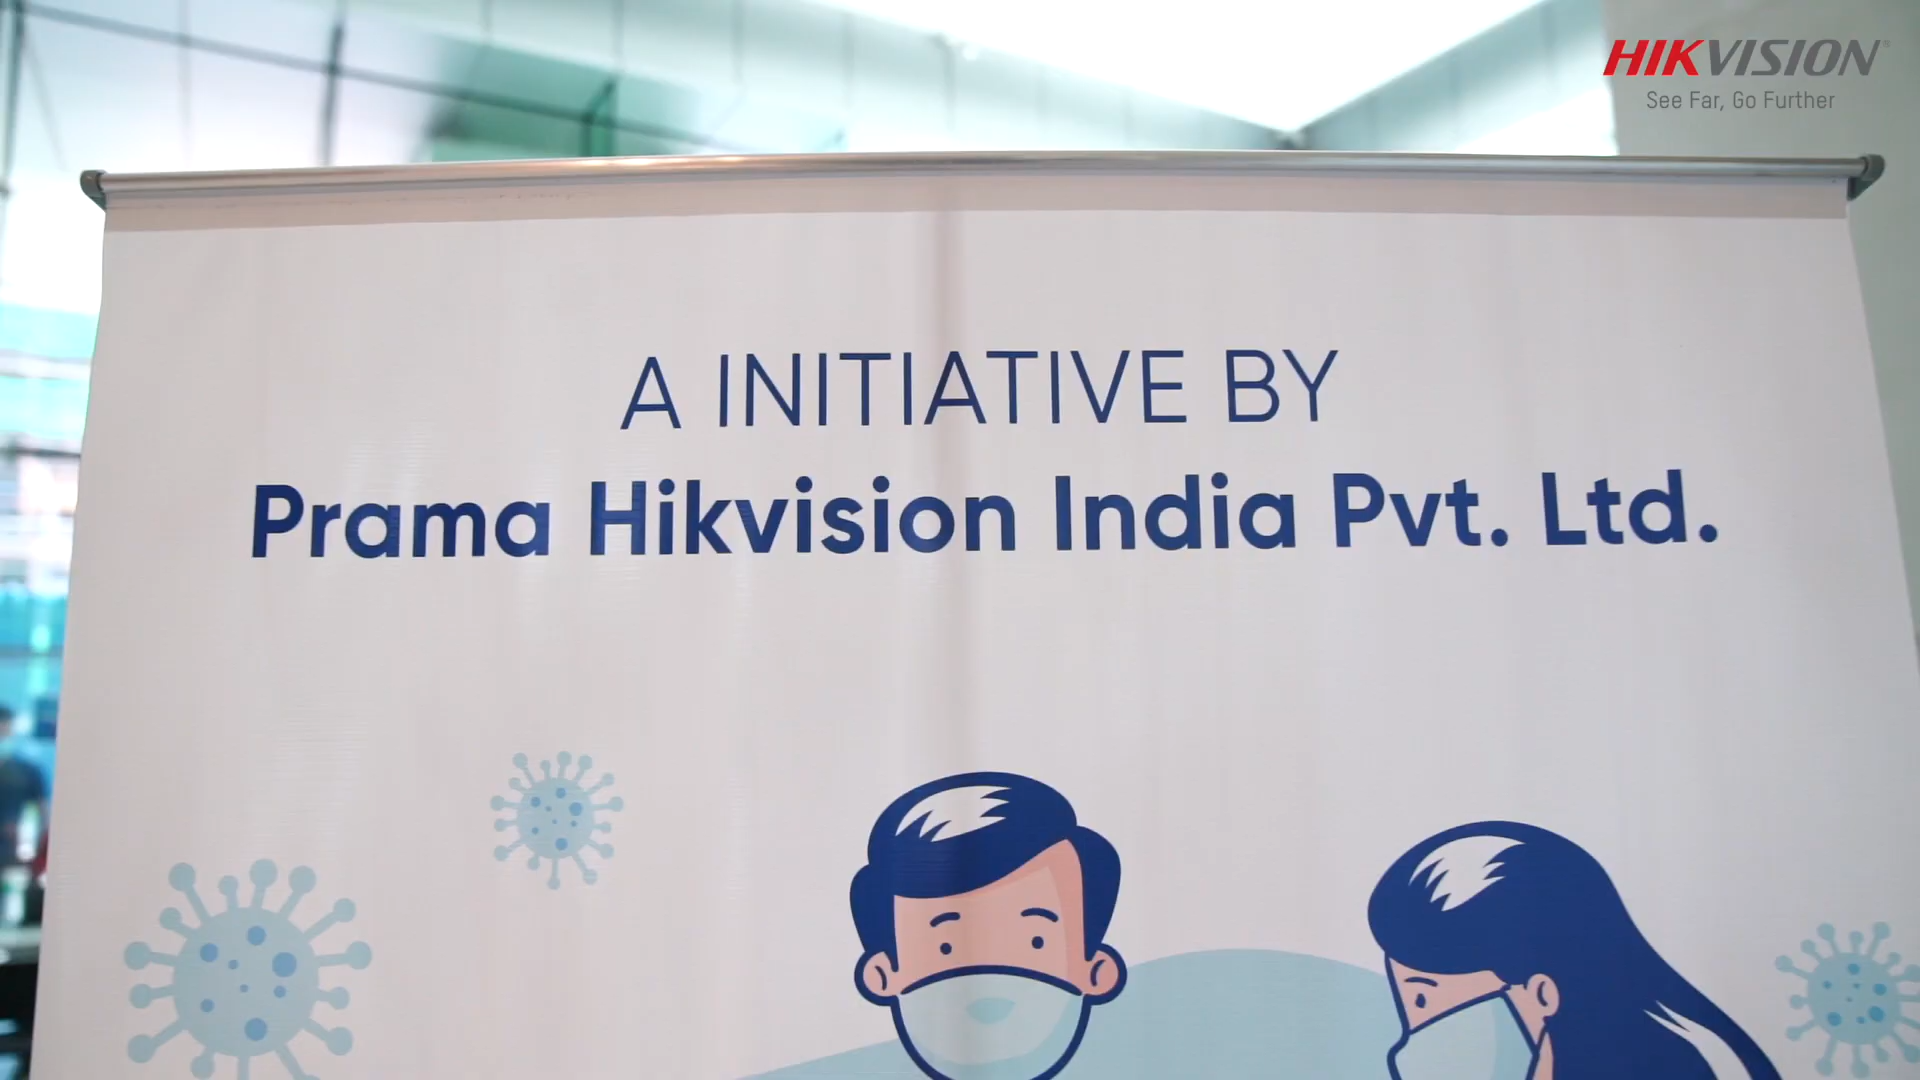 HIKVISION
See Far, Go Further
A INITIATIVE BY
Prama Hikvision India Pvt. Ltd.